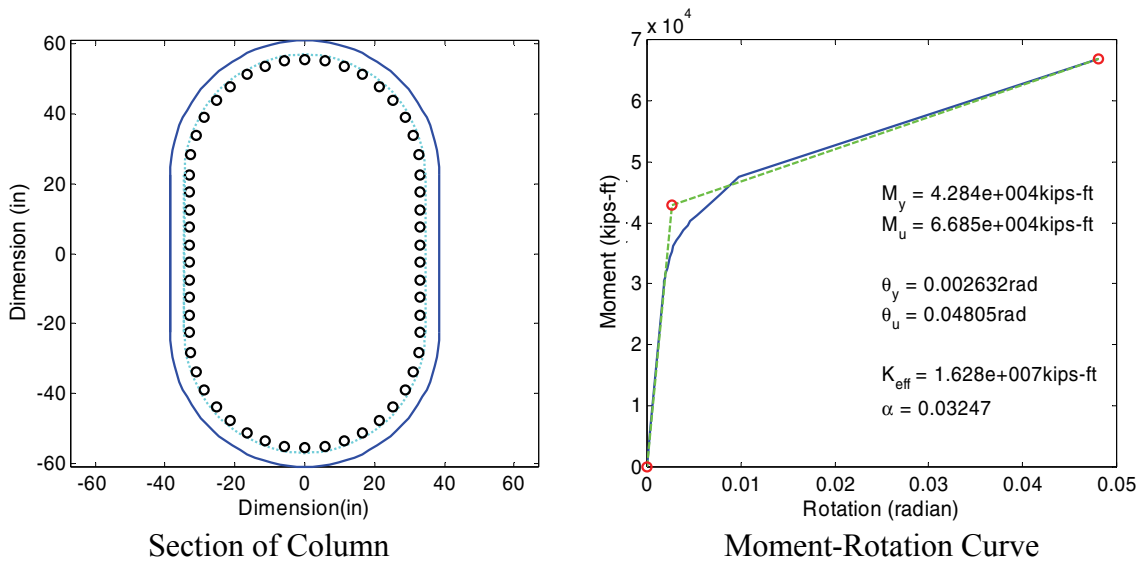 60
40
20
0
-20
-40
-60
-60 -40 -20 0 20 40 60
Dimension (in)
Dimension(in)
Section of Column
x 10^4
7
6
5
4
3
2
1
0
0 0.01 0.02 0.03 0.04 0.05
Moment (kips-ft)
Rotation (radian)
M_y = 4.284e+004kips-ft
M_u = 6.685e+004kips-ft
θ_y = 0.002632rad
θ_u = 0.04805rad
K_eff = 1.628e+007kips-ft
α = 0.03247
Moment-Rotation Curve